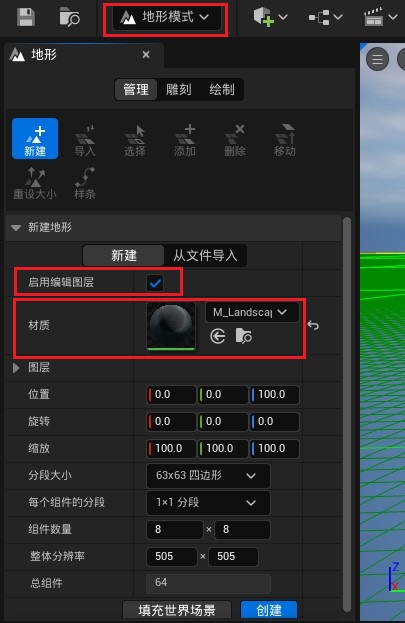 地形模式
地形
管理 雕刻 绘制
新建 导入 选择 添加 删除 移动
重设大小 样条
新建地形
新建 从文件导入
启用编辑图层
材质 M_Landscap
图层
位置 0.0 0.0 100.0
旋转 0.0 0.0 0.0
缩放 100.0 100.0 100.0
分段大小 63x63 四边形
每个组件的分段 1×1 分段
组件数量 8 × 8
整体分辨率 505 × 505
总组件 64
填充世界场景 创建
Z
X